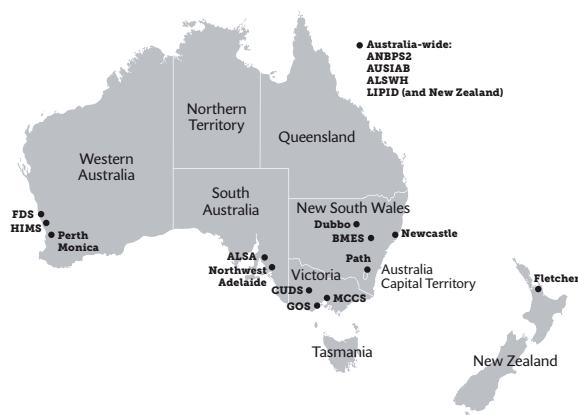 Australia-wide:
ANBPS2
AUSIAB
ALSWH
LIPID (and New Zealand)
Northern
Territory
Queensland
Western
Australia
South
Australia
New South Wales
FDS
HIMS
Perth
Monica
Dubbo
BMES
Newcastle
ALSA
Northwest
Adelaide
Path
Australia
Capital Territory
Victoria
CUDS
MCCS
GOS
Fletcher
Tasmania
New Zealand